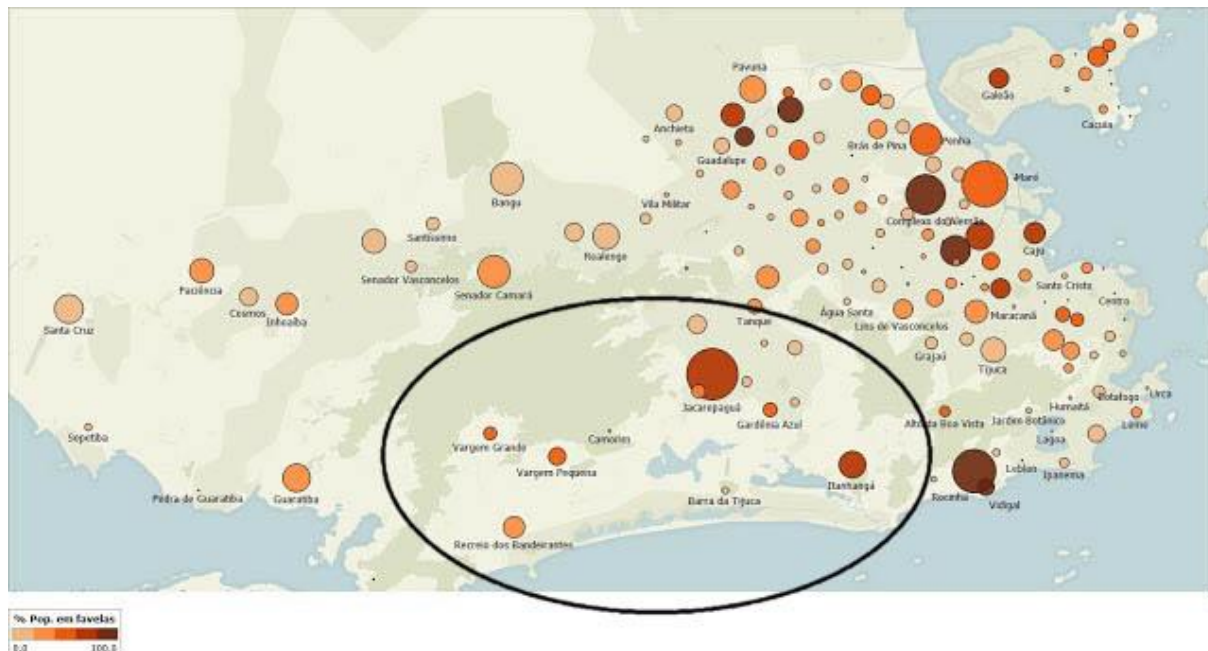 Pavuna
Galeão
Anchieta
Cacuia
Brás de Pina
Penha
Guadalupe
Maré
Bangu
Vila Militar
Complexo do Alemão
Santíssimo
Realengo
Caju
Senador Vasconcelos
Paciência
Senador Camará
Santo Cristo
Cosmos
Inhoaíba
Centro
Santa Cruz
Tanque
Água Santa
Lins de Vasconcelos
Maracanã
Grajaú
Tijuca
Jacarepaguá
Humaitá
Botafogo
Urca
Gardênia Azul
Alto da Boa Vista
Jardim Botânico
Leme
Sepetiba
Vargem Grande
Camorim
Lagoa
Vargem Pequena
Leblon
Ipanema
Guaratiba
Itanhangá
Pedra de Guaratiba
Barra da Tijuca
Rocinha
Vidigal
Recreio dos Bandeirantes
% Pop. em favelas
0.0 100.0